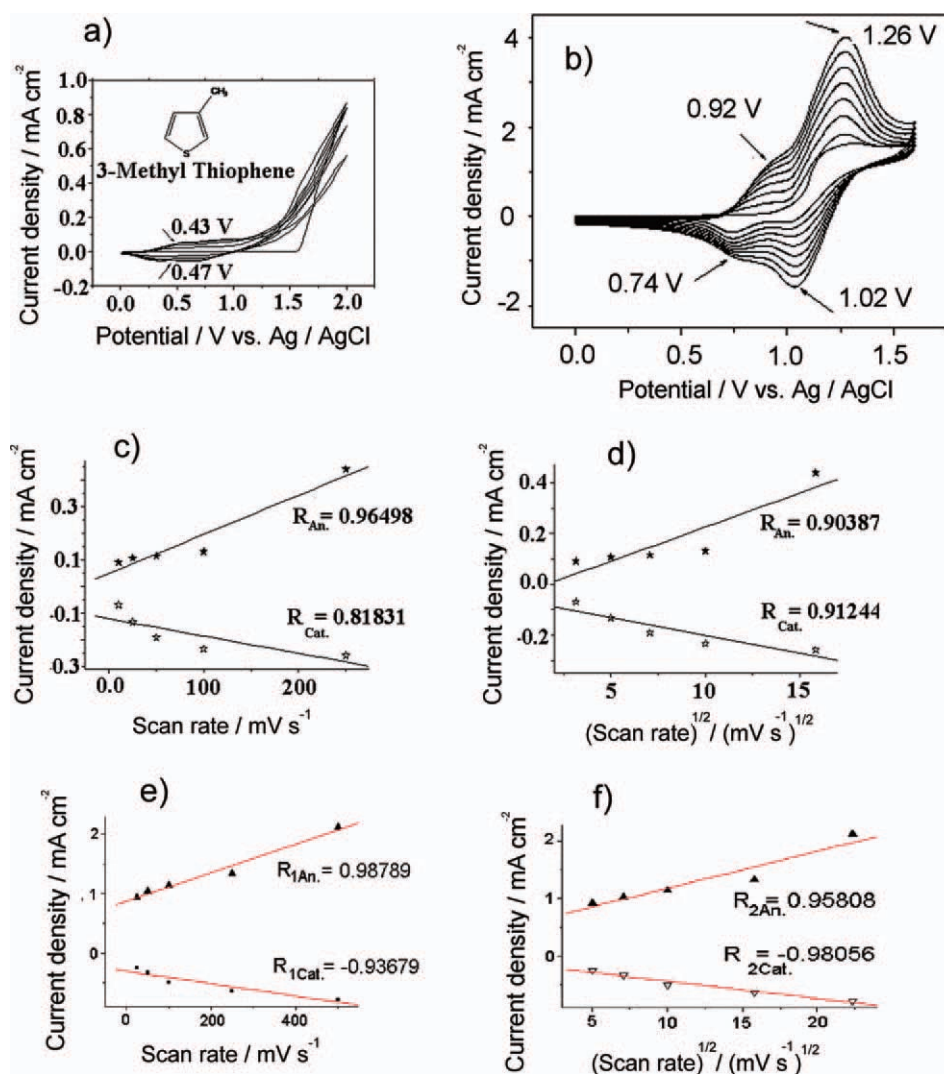 a)
Current density / mA cm-2
1.0
0.8
0.6
0.4
0.2
0.0
-0.2
CH3
S
3-Methyl Thiophene
0.43 V
0.47 V
0.0 0.5 1.0 1.5 2.0
Potential / V vs. Ag / AgCl
b)
Current density / mA cm-2
4
2
0
-2
1.26 V
0.92 V
0.74 V
1.02 V
0.0 0.5 1.0 1.5
Potential / V vs. Ag / AgCl
c)
Current density / mA cm-2
0.3
0.1
-0.1
-0.3
RAn. = 0.96498
RCat. = 0.81831
0.0 100 200
Scan rate / mV s-1
d)
Current density / mA cm-2
0.4
0.2
0.0
-0.2
RAn. = 0.90387
RCat. = 0.91244
5 10 15
(Scan rate)1/2 / (mV s-1)1/2
e)
Current density / mA cm-2
2
1
0
R1An. = 0.98789
R1Cat. = -0.93679
0 200 400
Scan rate / mV s-1
f)
Current density / mA cm-2
2
1
0
R2An. = 0.95808
R2Cat. = -0.98056
5 10 15 20
(Scan rate)1/2 / (mV s-1)1/2